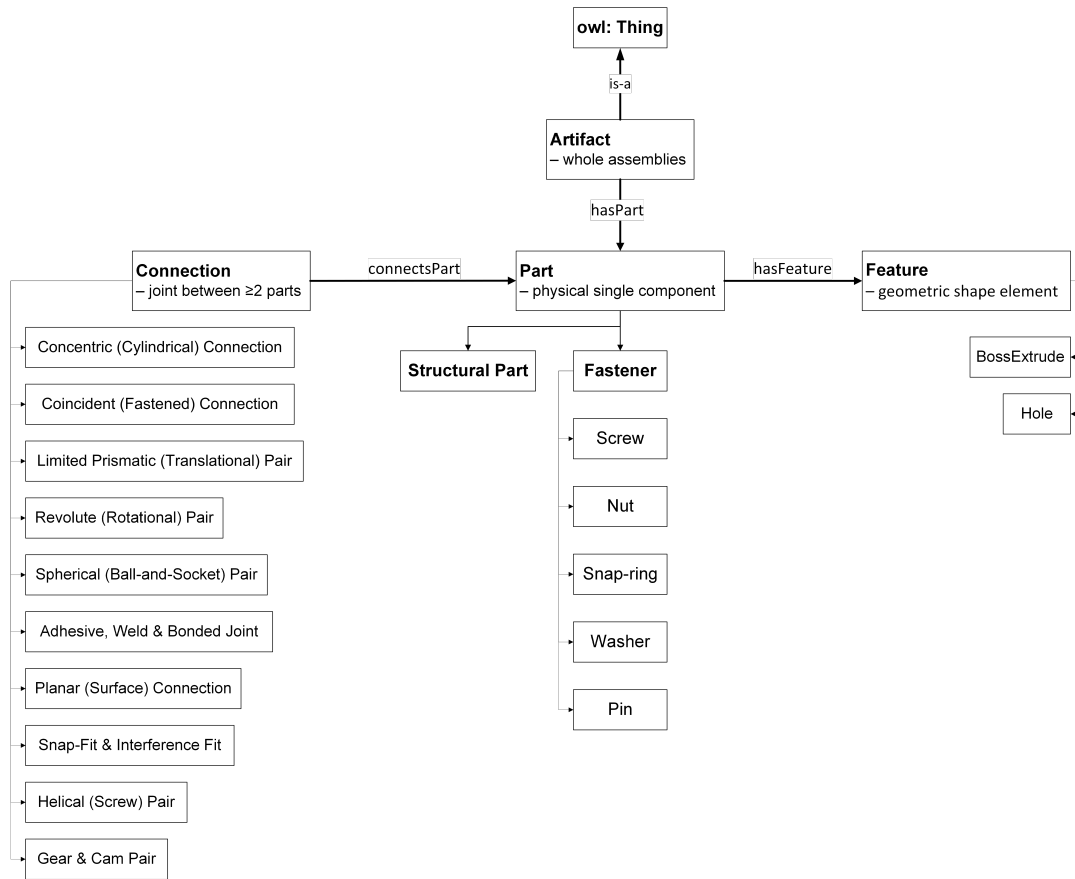 owl: Thing
is-a
Artifact
– whole assemblies
hasPart
Connection
– joint between ≥2 parts
connectsPart
Part
– physical single component
hasFeature
Feature
– geometric shape element
Concentric (Cylindrical) Connection
Coincident (Fastened) Connection
Limited Prismatic (Translational) Pair
Revolute (Rotational) Pair
Spherical (Ball-and-Socket) Pair
Adhesive, Weld & Bonded Joint
Planar (Surface) Connection
Snap-Fit & Interference Fit
Helical (Screw) Pair
Gear & Cam Pair
Structural Part
Fastener
Screw
Nut
Snap-ring
Washer
Pin
BossExtrude
Hole